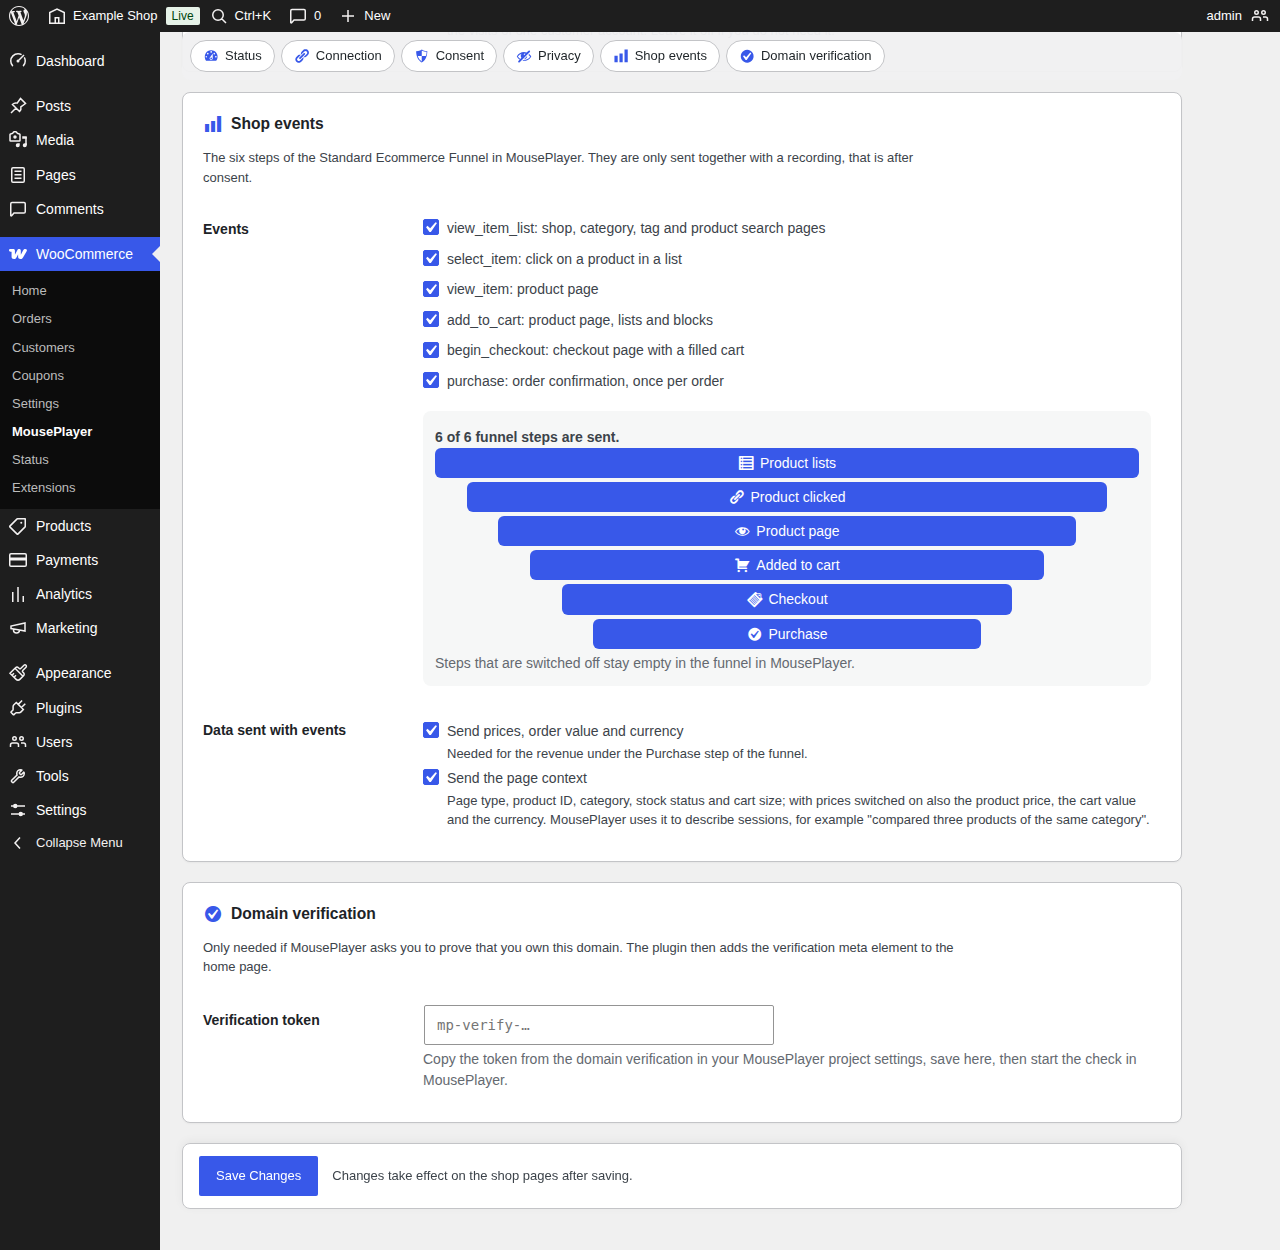 Example Shop Live Ctrl+K 0 New admin
Dashboard
Posts
Media
Pages
Comments
WooCommerce
Home
Orders
Customers
Coupons
Settings
MousePlayer
Status
Extensions
Products
Payments
Analytics
Marketing
Appearance
Plugins
Users
Tools
Settings
Collapse Menu
Status Connection Consent Privacy Shop events Domain verification
Shop events
The six steps of the Standard Ecommerce Funnel in MousePlayer. They are only sent together with a recording, that is after
consent.
Events
view_item_list: shop, category, tag and product search pages
select_item: click on a product in a list
view_item: product page
add_to_cart: product page, lists and blocks
begin_checkout: checkout page with a filled cart
purchase: order confirmation, once per order
6 of 6 funnel steps are sent.
Product lists
Product clicked
Product page
Added to cart
Checkout
Purchase
Steps that are switched off stay empty in the funnel in MousePlayer.
Data sent with events
Send prices, order value and currency
Needed for the revenue under the Purchase step of the funnel.
Send the page context
Page type, product ID, category, stock status and cart size; with prices switched on also the product price, the cart value
and the currency. MousePlayer uses it to describe sessions, for example "compared three products of the same category".
Domain verification
Only needed if MousePlayer asks you to prove that you own this domain. The plugin then adds the verification meta element to the
home page.
Verification token
mp-verify-…
Copy the token from the domain verification in your MousePlayer project settings, save here, then start the check in
MousePlayer.
Save Changes Changes take effect on the shop pages after saving.